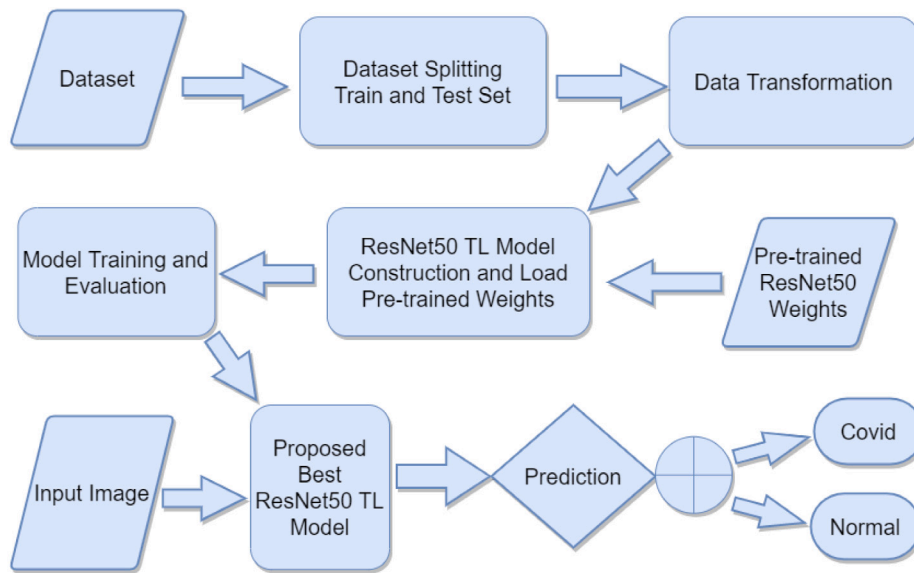 Dataset
Dataset Splitting
Train and Test Set
Data Transformation
Model Training and
Evaluation
ResNet50 TL Model
Construction and Load
Pre-trained Weights
Pre-trained
ResNet50
Weights
Input Image
Proposed
Best
ResNet50 TL
Model
Prediction
Covid
Normal